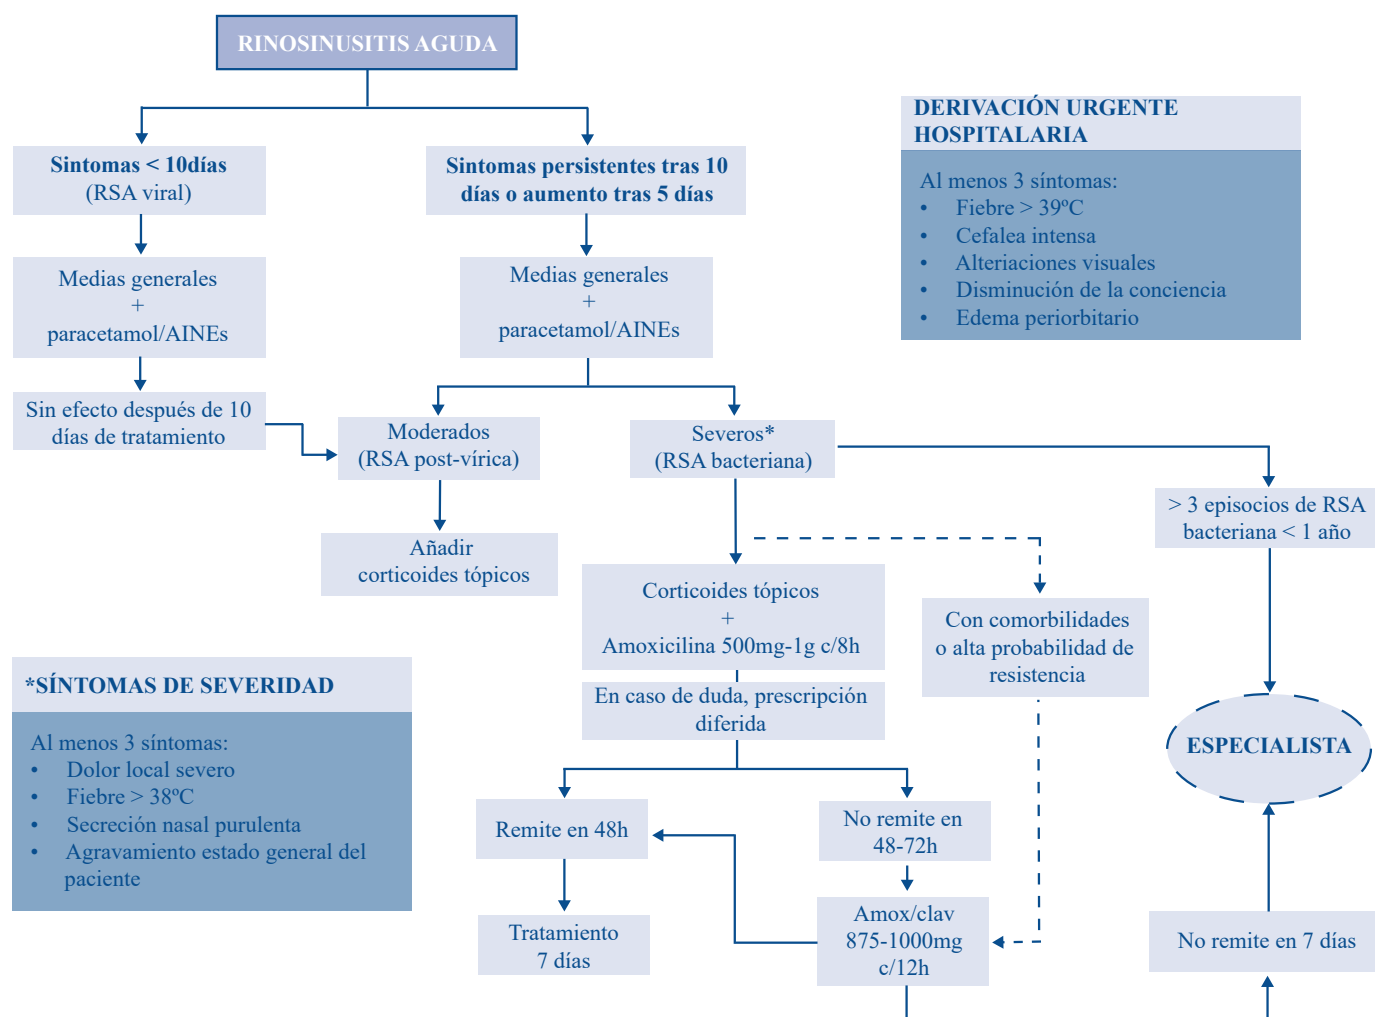 RINOSINUSITIS AGUDA
Sintomas < 10días
(RSA viral)
Sintomas persistentes tras 10
días o aumento tras 5 días
DERIVACIÓN URGENTE
HOSPITALARIA
Al menos 3 síntomas:
• Fiebre > 39ºC
• Cefalea intensa
• Alteriaciones visuales
• Disminución de la conciencia
• Edema periorbitario
Medias generales
+
paracetamol/AINEs
Medias generales
+
paracetamol/AINEs
Sin efecto después de 10
días de tratamiento
Moderados
(RSA post-vírica)
Severos*
(RSA bacteriana)
> 3 episocios de RSA
bacteriana < 1 año
Añadir
corticoides tópicos
Corticoides tópicos
+
Amoxicilina 500mg-1g c/8h
Con comorbilidades
o alta probabilidad de
resistencia
En caso de duda, prescripción
diferida
*SÍNTOMAS DE SEVERIDAD
Al menos 3 síntomas:
• Dolor local severo
• Fiebre > 38ºC
• Secreción nasal purulenta
• Agravamiento estado general del
paciente
ESPECIALISTA
Remite en 48h
No remite en
48-72h
Tratamiento
7 días
Amox/clav
875-1000mg
c/12h
No remite en 7 días